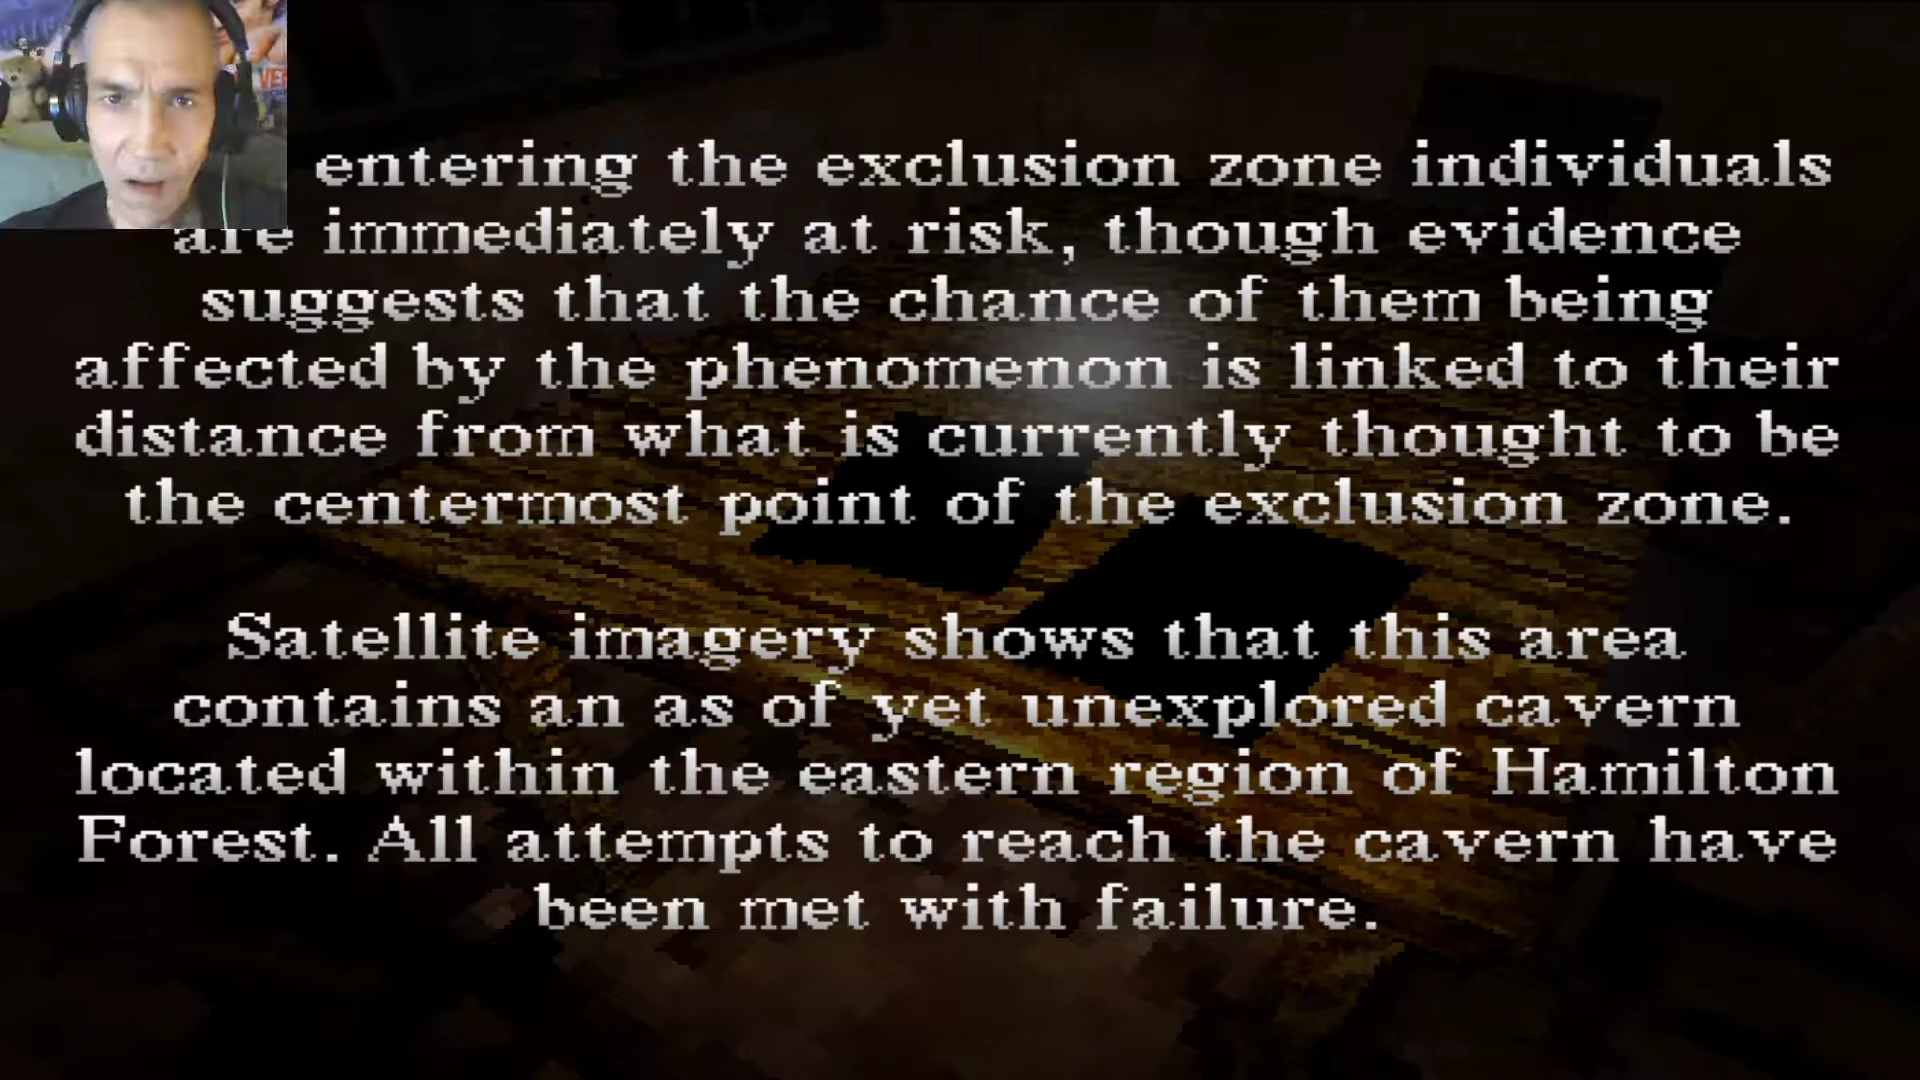 entering the exclusion zone individuals
are immediately at risk, though evidence
suggests that the chance of them being
affected by the phenomenon is linked to their
distance from what is currently thought to be
the centermost point of the exclusion zone.
Satellite imagery shows that this area
contains an as of yet unexplored cavern
located within the eastern region of Hamilton
Forest. All attempts to reach the cavern have
been met with failure.